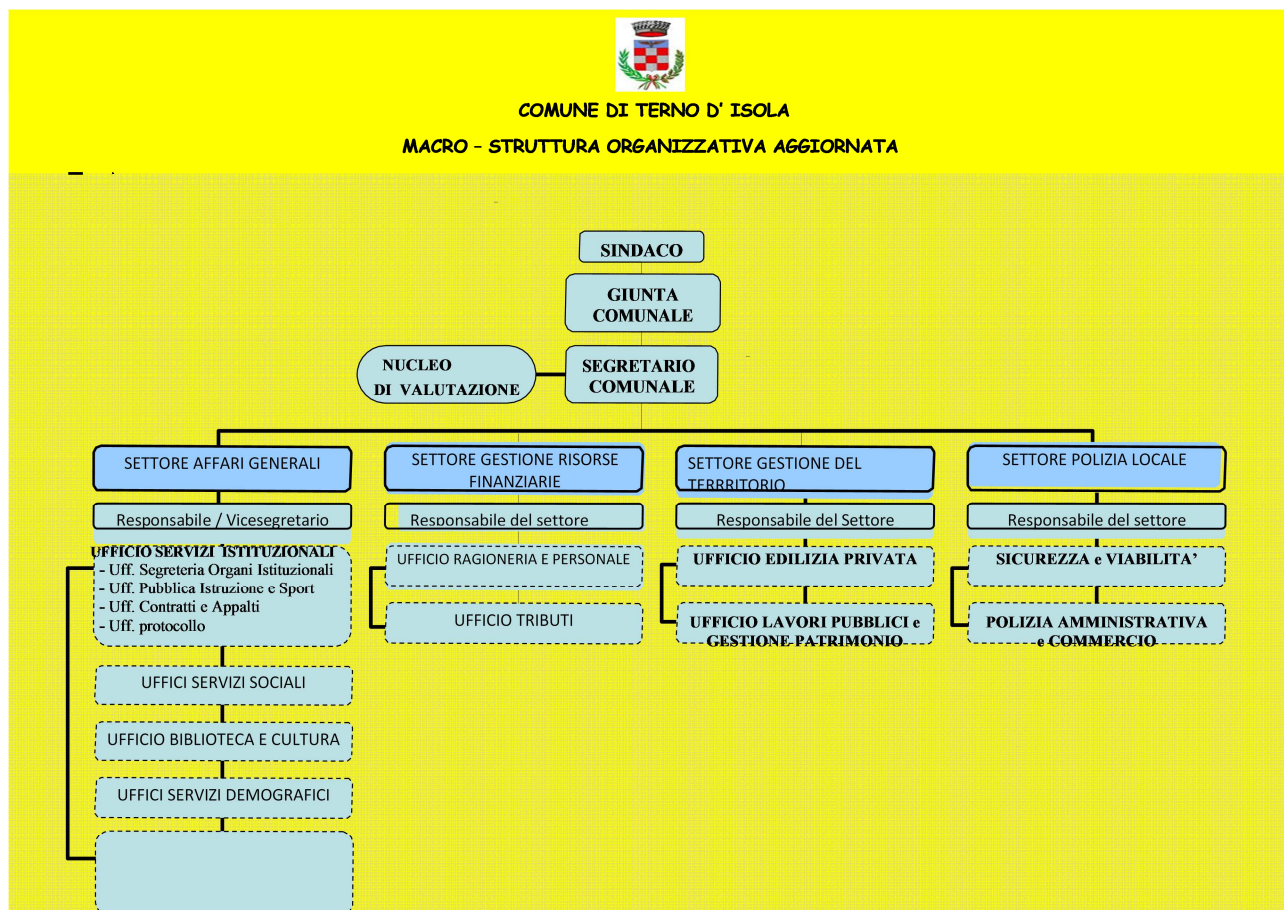 COMUNE DI TERNO D' ISOLA
MACRO – STRUTTURA ORGANIZZATIVA AGGIORNATA
SINDACO
GIUNTA
COMUNALE
NUCLEO
DI VALUTAZIONE
SEGRETARIO
COMUNALE
SETTORE AFFARI GENERALI
SETTORE GESTIONE RISORSE
FINANZIARIE
SETTORE GESTIONE DEL
TERRRITORIO
SETTORE POLIZIA LOCALE
Responsabile / Vicesegretario
Responsabile del settore
Responsabile del Settore
Responsabile del settore
UFFICIO SERVIZI ISTITUZIONALI
- Uff. Segreteria Organi Istituzionali
- Uff. Pubblica Istruzione e Sport
- Uff. Contratti e Appalti
- Uff. protocollo
UFFICI SERVIZI SOCIALI
UFFICIO BIBLIOTECA E CULTURA
UFFICI SERVIZI DEMOGRAFICI
UFFICIO RAGIONERIA E PERSONALE
UFFICIO TRIBUTI
UFFICIO EDILIZIA PRIVATA
UFFICIO LAVORI PUBBLICI e
GESTIONE PATRIMONIO
SICUREZZA e VIABILITA'
POLIZIA AMMINISTRATIVA
e COMMERCIO